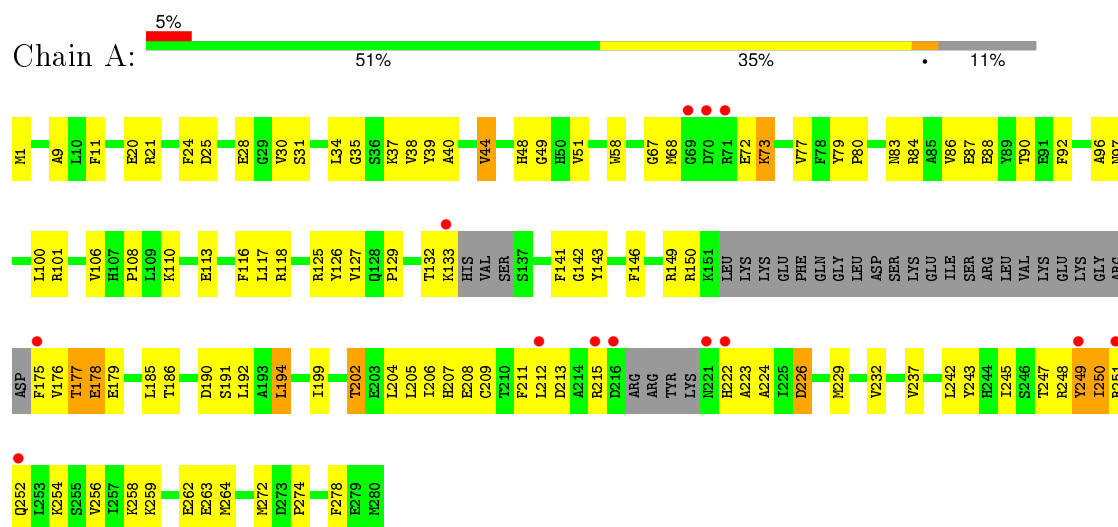 5%
Chain A:
51% 35% • 11%
M1 A9 L10 F11 E20 R21 F24 D25 E28 G29 V30 S31 L34 G35 S36 K37 V38 Y39 A40 V44 H48 G49 H50 V51 W58 G67 M68 G69 D70 R71 E72 K73 V77 F78 Y79 P80 N83 R84 A85 V86 E87 E88 Y89 T90 E91 F92 A96 N97
L100 R101 V106 H107 P108 L109 K110 E113 F116 L117 R118 R125 Y126 V127 Q128 P129 T132 K133 HIS VAL SER S137 F141 G142 Y143 F146 R149 R150 K151 LEU LYS LYS GLU PHE GLN GLY LEU ASP SER LYS GLU ILE SER ARG LEU VAL LYS GLU LYS GLY ARG
ASP F175 V176 T177 E178 E179 L185 T186 D190 S191 L192 A193 L194 I199 T202 E203 L204 L205 I206 H207 E208 C209 T210 F211 L212 D213 A214 R215 D216 ARG ARG TYR LYS N221 H222 A223 A224 I225 D226 M229 V232 V237 L242 Y243 H244 I245 S246 T247 R248 Y249 I250 R251
Q252 L253 K254 S255 V256 I257 K258 K259 E262 E263 M264 M272 D273 P274 F278 E279 M280